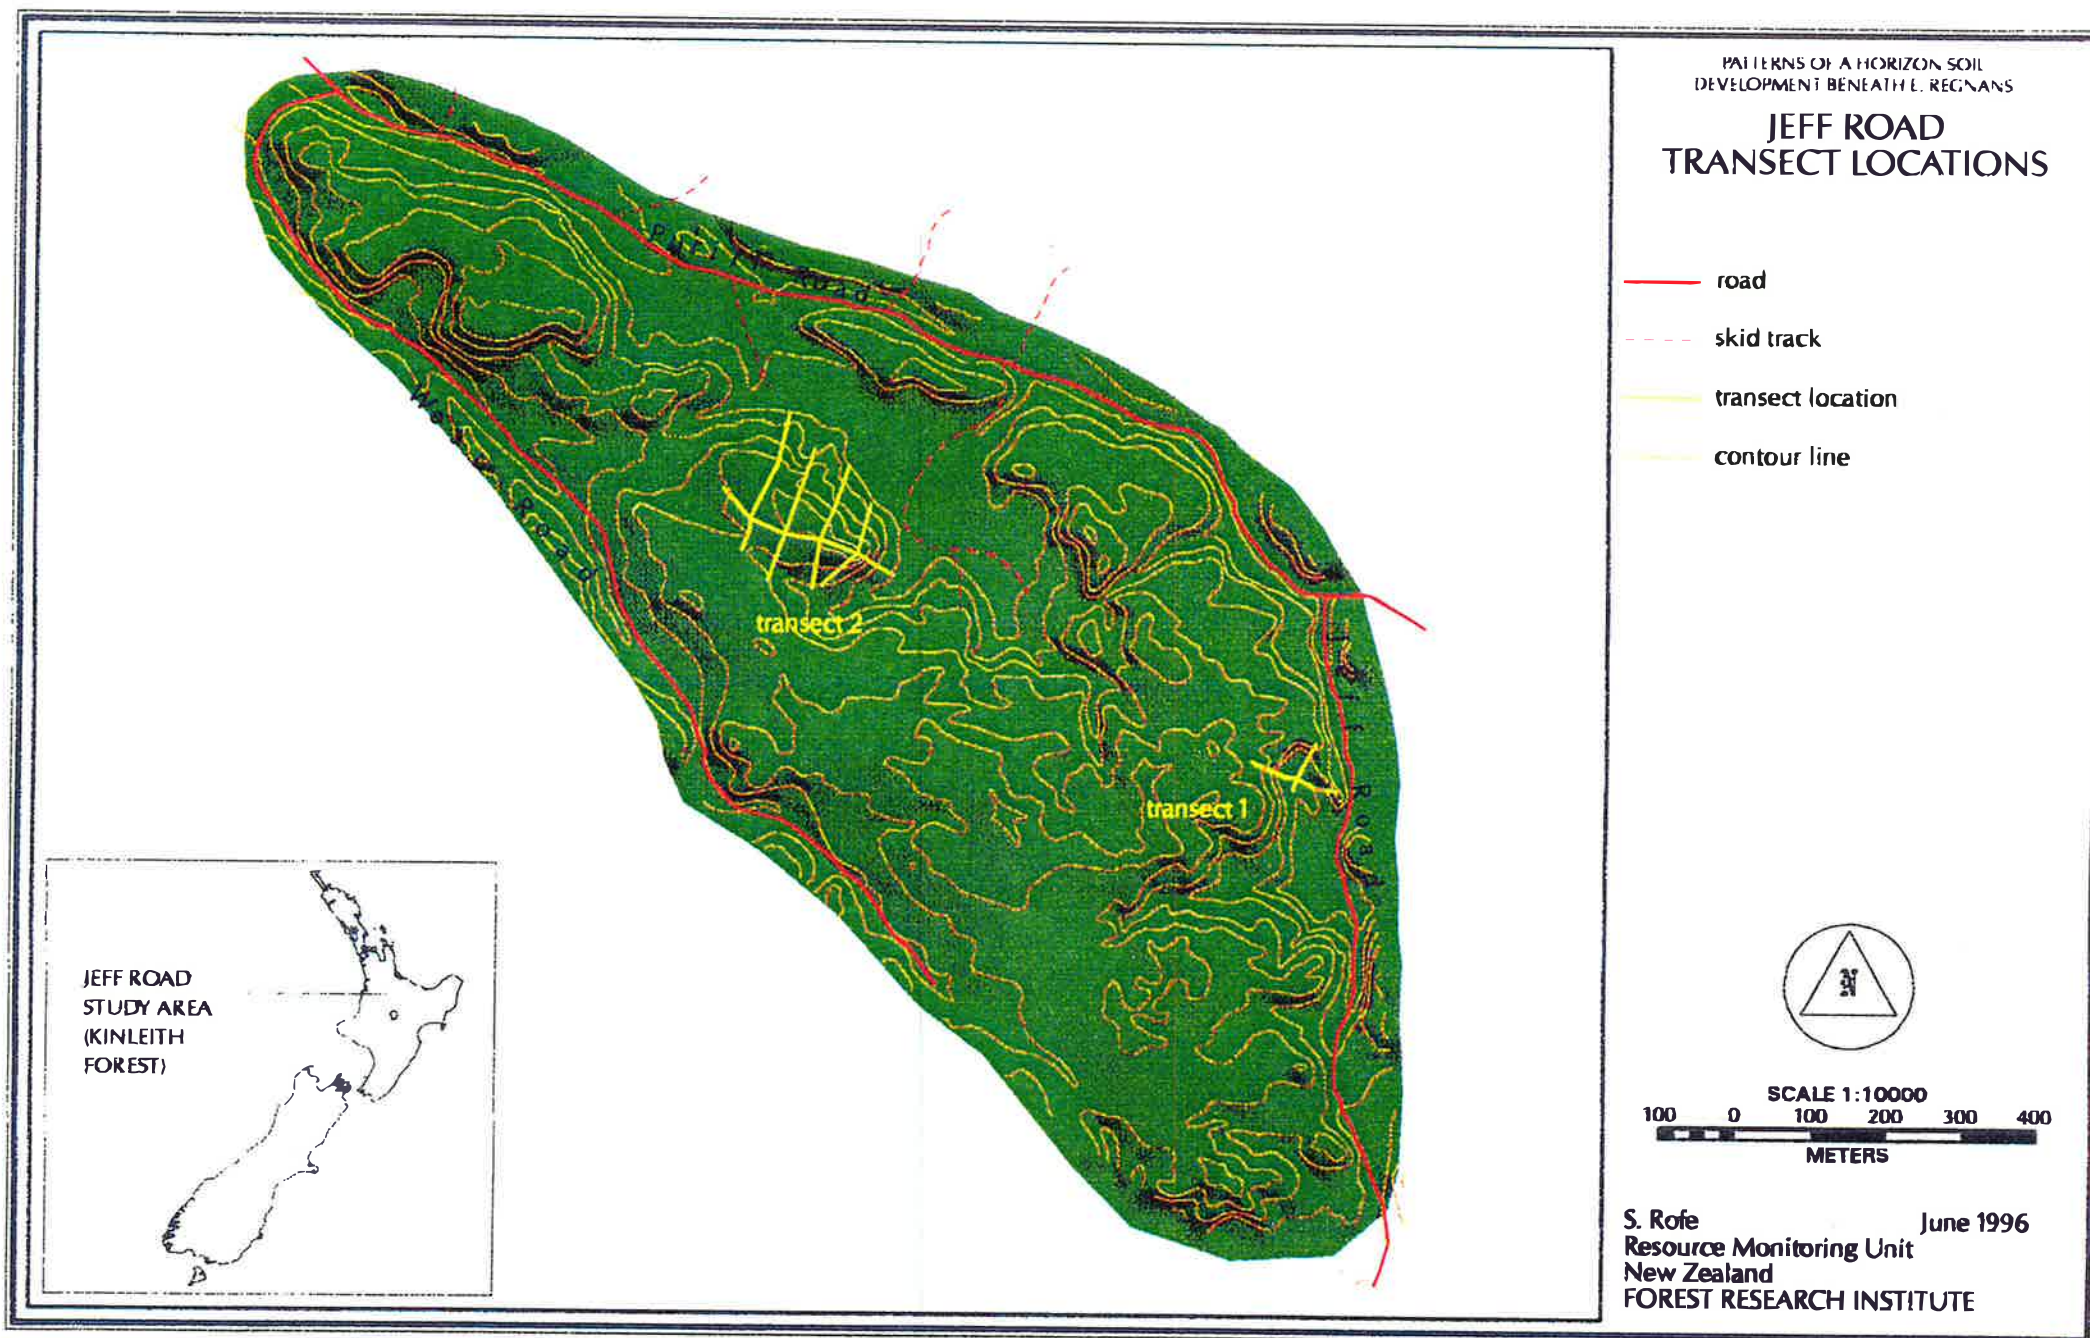 PATTERNS OF A HORIZON SOIL
DEVELOPMENT BENEATH E. REGNANS
JEFF ROAD
TRANSECT LOCATIONS
road
skid track
transect location
contour line
Road
Road
transect 2
transect 1
Jeff Road
JEFF ROAD
STUDY AREA
(KINLEITH
FOREST)
N
SCALE 1:10000
100 0 100 200 300 400
METERS
S. Rofe June 1996
Resource Monitoring Unit
New Zealand
FOREST RESEARCH INSTITUTE